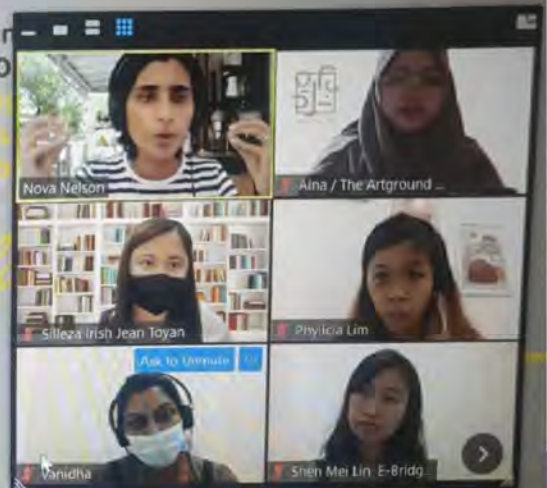 Nova Nelson
Aina / The Artground ...
Silleza Irish Jean Toyan
Phylicia Lim
Ask to Unmute
Vanidha
Shen Mei Lin E-Bridg...